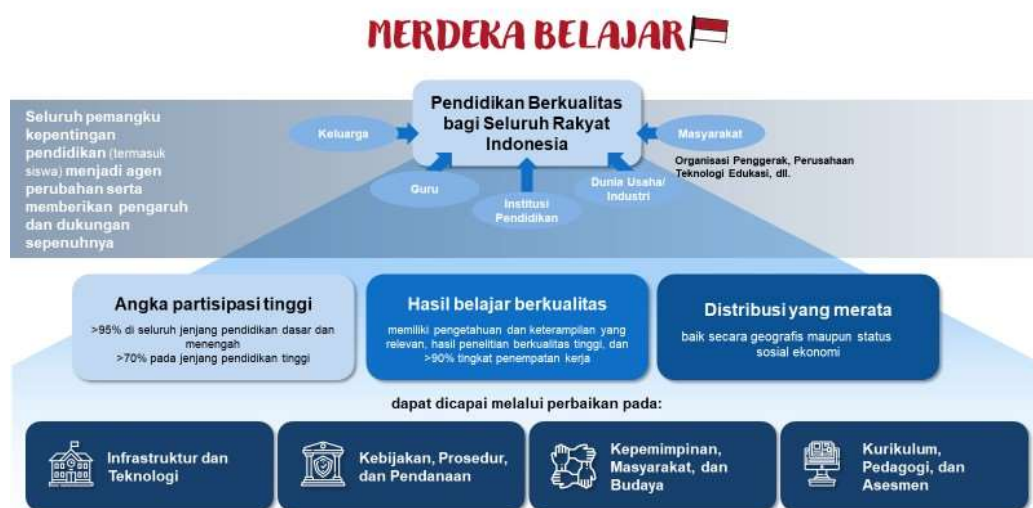 MERDEKA BELAJAR
Pendidikan Berkualitas
bagi Seluruh Rakyat
Indonesia
Seluruh pemangku
kepentingan
pendidikan (termasuk
siswa) menjadi agen
perubahan serta
memberikan pengaruh
dan dukungan
sepenuhnya
Keluarga
Guru
Institusi
Pendidikan
Dunia Usaha/
Industri
Masyarakat
Organisasi Penggerak, Perusahaan
Teknologi Edukasi, dll.
Angka partisipasi tinggi
>95% di seluruh jenjang pendidikan dasar dan
menengah
>70% pada jenjang pendidikan tinggi
Hasil belajar berkualitas
memiliki pengetahuan dan keterampilan yang
relevan, hasil penelitian berkualitas tinggi, dan
>90% tingkat penempatan kerja
Distribusi yang merata
baik secara geografis maupun status
sosial ekonomi
dapat dicapai melalui perbaikan pada:
Infrastruktur dan
Teknologi
Kebijakan, Prosedur,
dan Pendanaan
Kepemimpinan,
Masyarakat, dan
Budaya
Kurikulum,
Pedagogi, dan
Asesmen